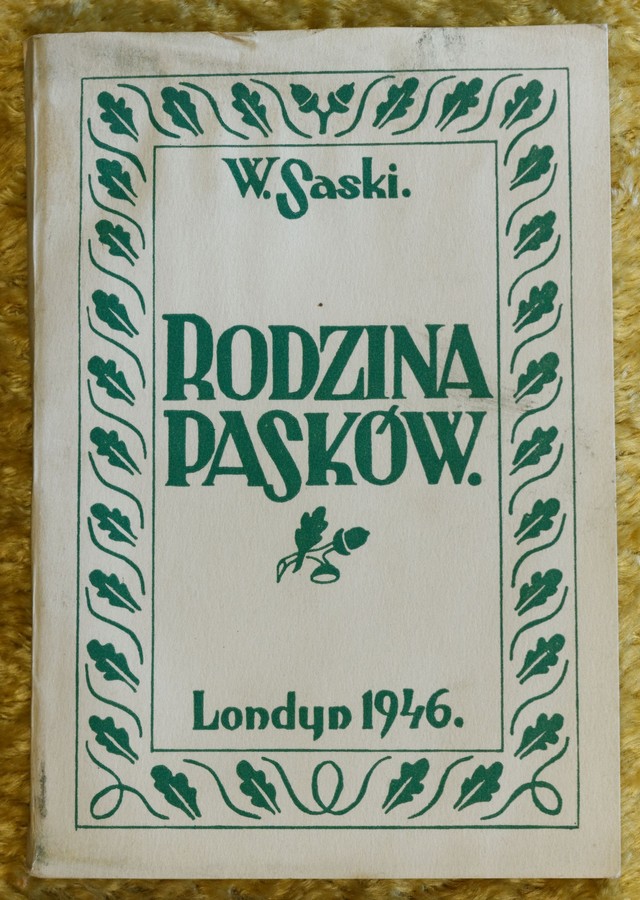 W. Saski.
RODZINA
PASKÓW.
Londyn 1946.